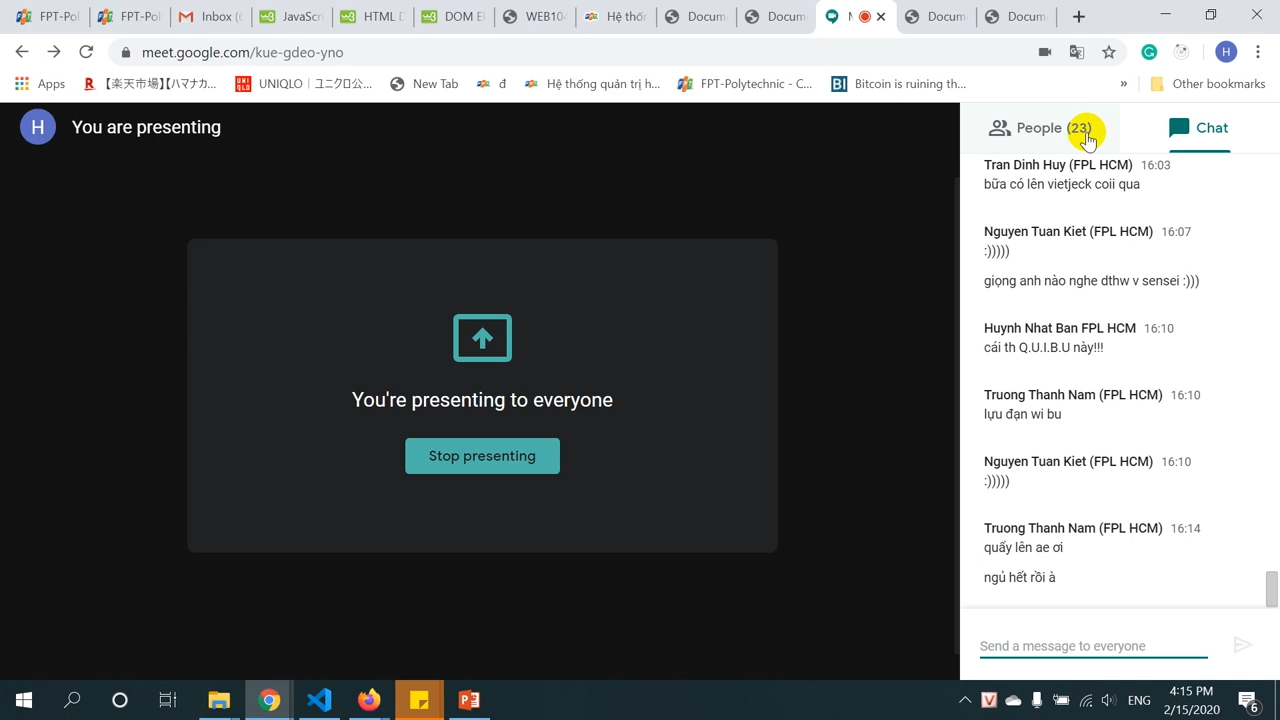 FPT-Pol
FPT-Pol
Inbox (6
JavaScri
HTML D
DOM El
WEB104
Hệ thốn
Docum
Docum
M
Docum
Docum
meet.google.com/kue-gdeo-yno
H
Apps
【楽天市場】【ハマナカ...
UNIQLO｜ユニクロ公...
New Tab
đ
Hệ thống quản trị h...
FPT-Polytechnic - C...
BI
Bitcoin is ruining th...
»
Other bookmarks
H
You are presenting
People (23)
Chat
Tran Dinh Huy (FPL HCM) 16:03
bữa có lên vietjeck coii qua
Nguyen Tuan Kiet (FPL HCM) 16:07
:)))))
giọng anh nào nghe dthw v sensei :)))
Huynh Nhat Ban FPL HCM 16:10
cái th Q.U.I.B.U này!!!
Truong Thanh Nam (FPL HCM) 16:10
lựu đạn wi bu
Nguyen Tuan Kiet (FPL HCM) 16:10
:)))))
Truong Thanh Nam (FPL HCM) 16:14
quẩy lên ae ơi
ngủ hết rồi à
You're presenting to everyone
Stop presenting
Send a message to everyone
ENG
4:15 PM
2/15/2020
6